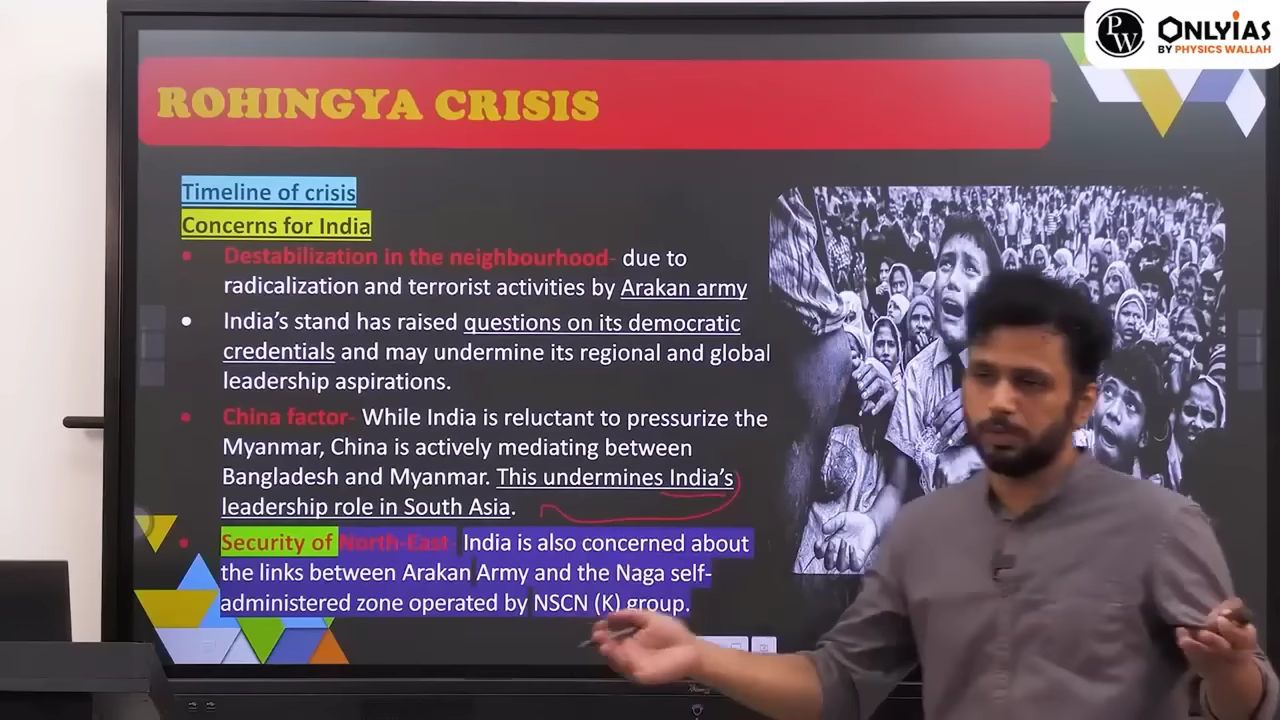 PW
ONLYIAS
BY PHYSICS WALLAH
ROHINGYA CRISIS
Timeline of crisis
Concerns for India
• Destabilization in the neighbourhood- due to
radicalization and terrorist activities by Arakan army
• India's stand has raised questions on its democratic
credentials and may undermine its regional and global
leadership aspirations.
• China factor- While India is reluctant to pressurize the
Myanmar, China is actively mediating between
Bangladesh and Myanmar. This undermines India's
leadership role in South Asia.
• Security of North-East- India is also concerned about
the links between Arakan Army and the Naga self-
administered zone operated by NSCN (K) group.